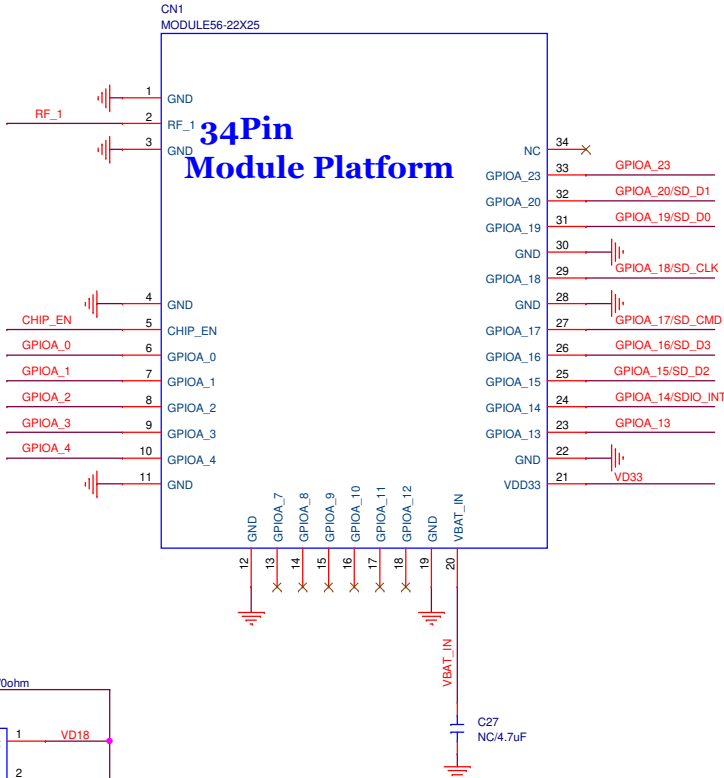 CN1
MODULE56-22X25
34Pin
Module Platform
1 GND
RF_1 2 RF_1
3 GND
4 GND
CHIP_EN 5 CHIP_EN
GPIOA_0 6 GPIOA_0
GPIOA_1 7 GPIOA_1
GPIOA_2 8 GPIOA_2
GPIOA_3 9 GPIOA_3
GPIOA_4 10 GPIOA_4
11 GND
NC 34
GPIOA_23 33 GPIOA_23
GPIOA_20 32 GPIOA_20/SD_D1
GPIOA_19 31 GPIOA_19/SD_D0
GND 30
GPIOA_18 29 GPIOA_18/SD_CLK
GND 28
GPIOA_17 27 GPIOA_17/SD_CMD
GPIOA_16 26 GPIOA_16/SD_D3
GPIOA_15 25 GPIOA_15/SD_D2
GPIOA_14 24 GPIOA_14/SDIO_INT
GPIOA_13 23 GPIOA_13
GND 22
VDD33 21 VD33
12 GND
13 GPIOA_7
14 GPIOA_8
15 GPIOA_9
16 GPIOA_10
17 GPIOA_11
18 GPIOA_12
19 GND
20 VBAT_IN
VBAT_IN
C27
NC/4.7uF
0ohm
1 VD18
2